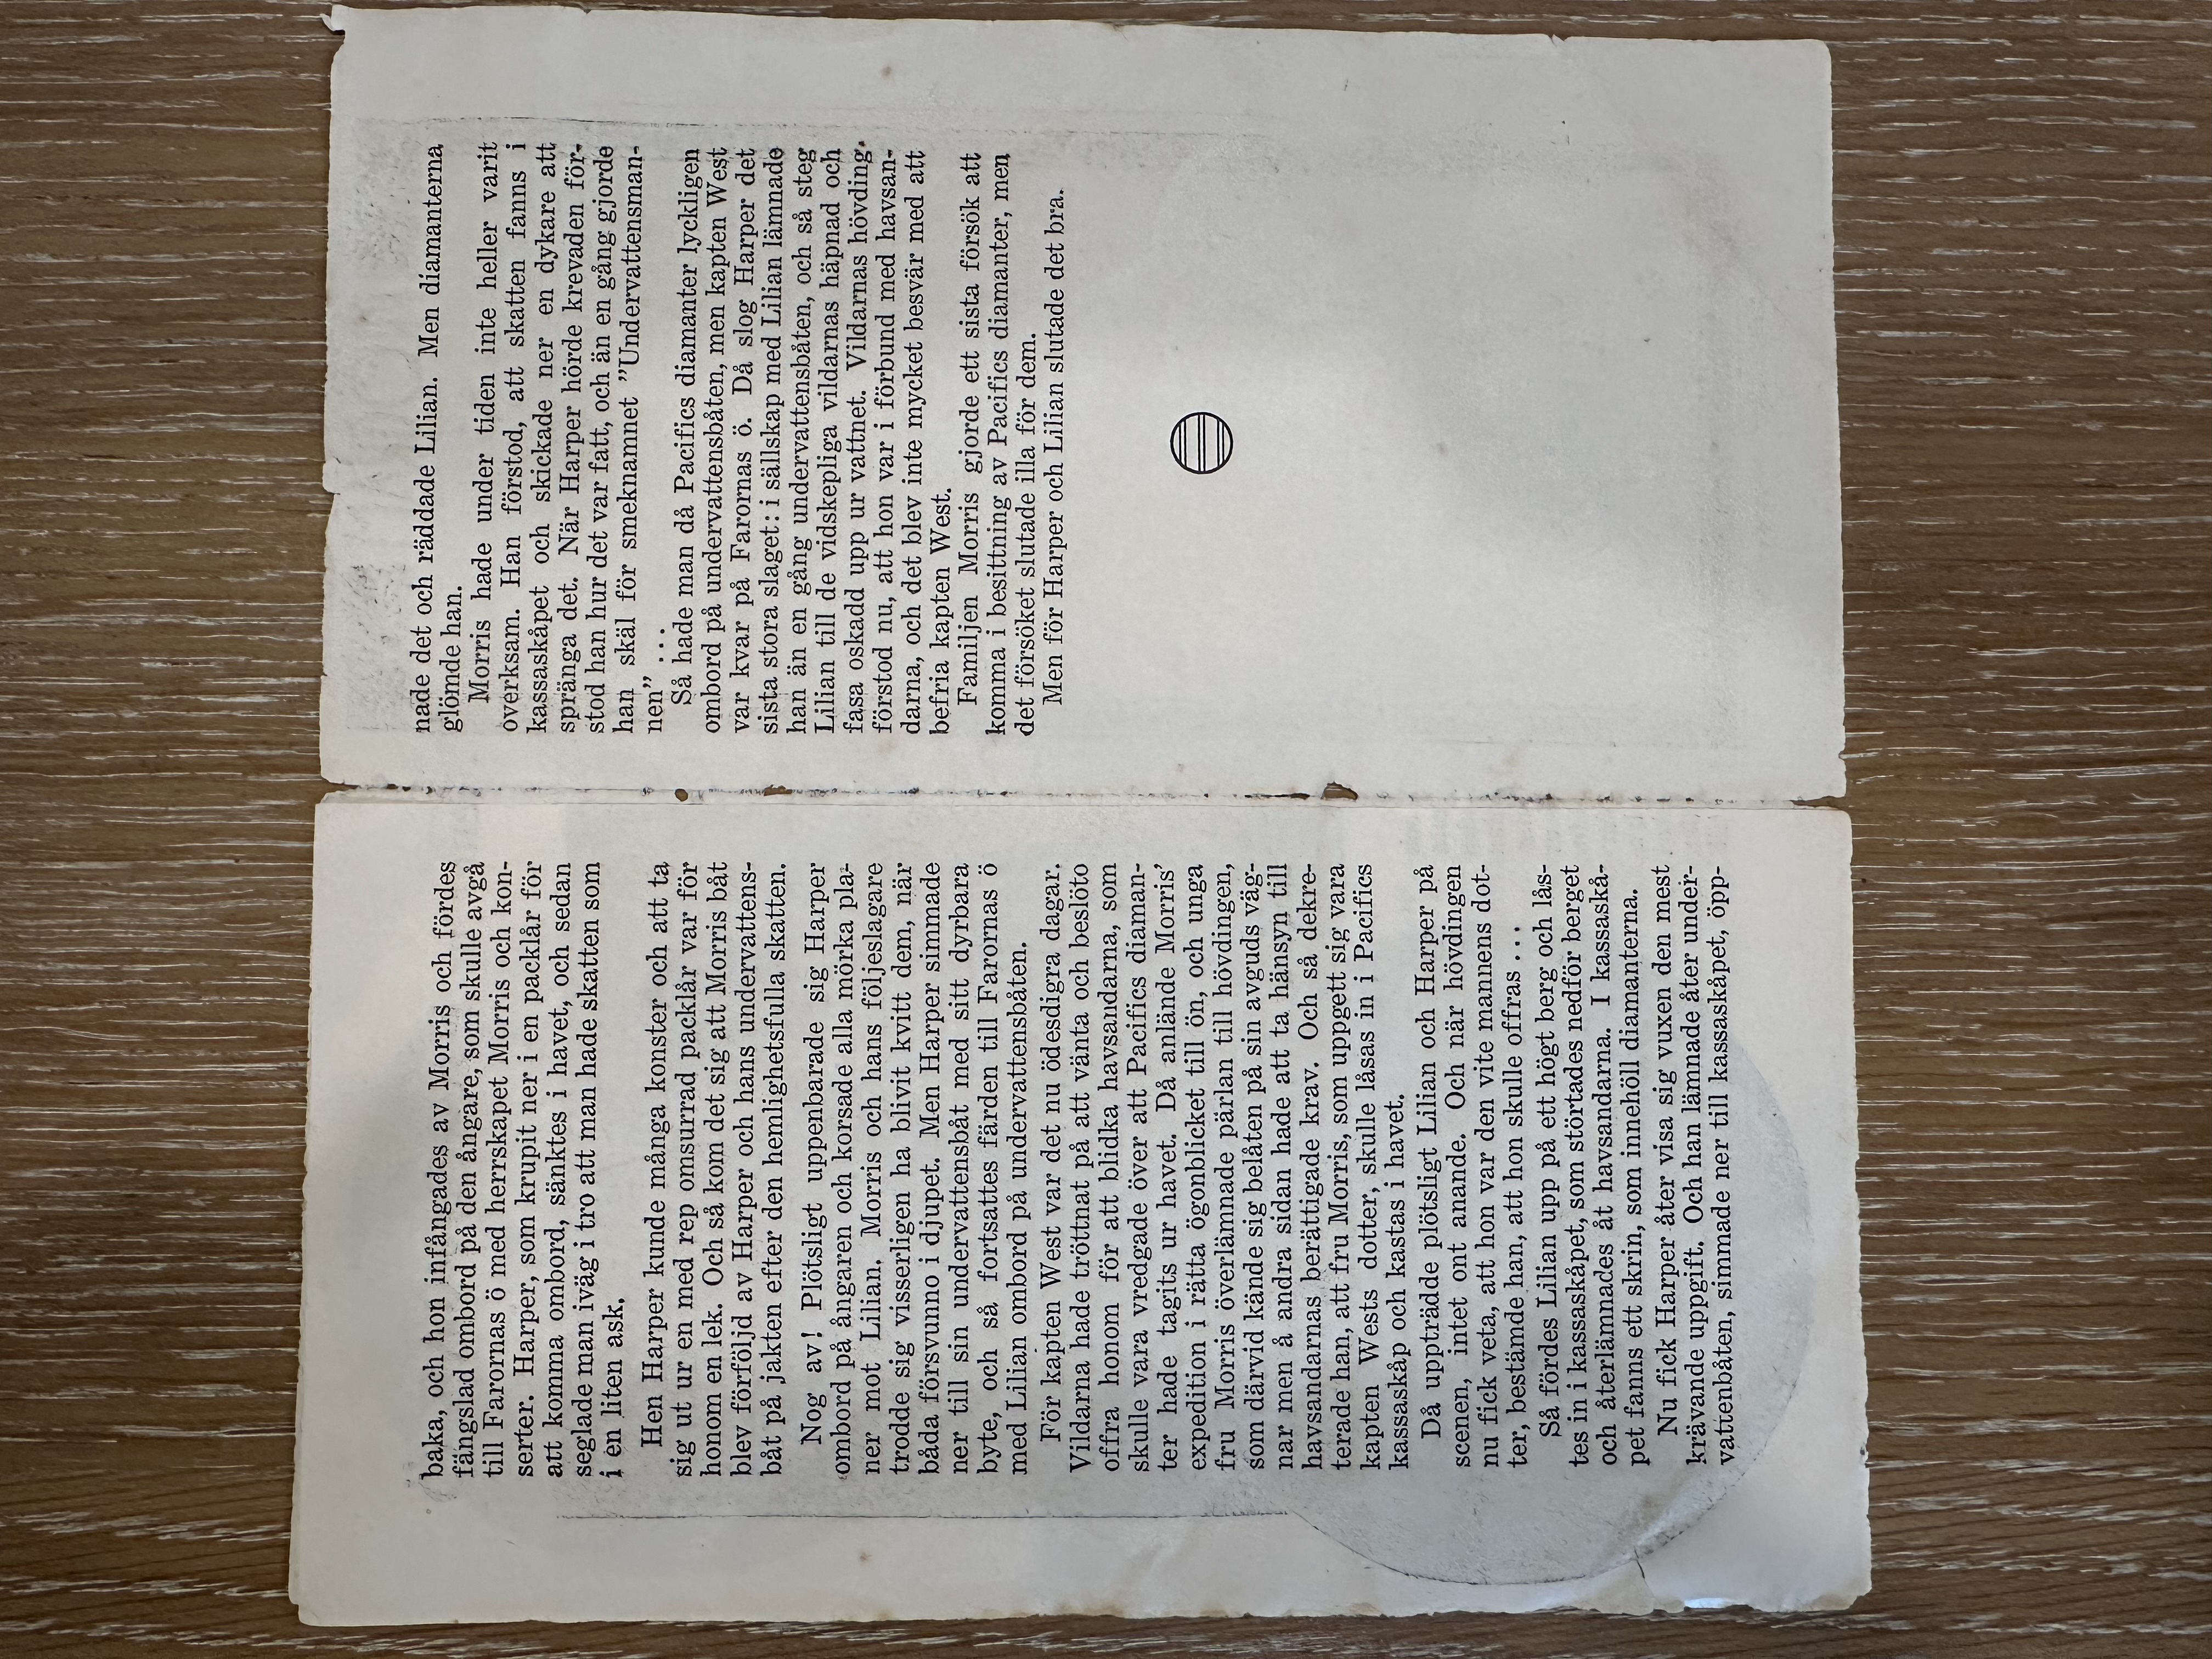 baka, och hon infångades av Morris och fördes
fängslad ombord på den ångare, som skulle avgå
till Farornas ö med herrskapet Morris och kon-
serter. Harper, som krupit ner i en packlår för
att komma ombord, sänktes i havet, och sedan
seglade man iväg i tro att man hade skatten som
i en liten ask.
Hen Harper kunde många konster och att ta
sig ut ur en med rep omsurrad packlår var för
honom en lek. Och så kom det sig att Morris båt
blev förföljd av Harper och hans undervattens-
båt på jakten efter den hemlighetsfulla skatten.
Nog av! Plötsligt uppenbarade sig Harper
ombord på ångaren och korsade alla mörka pla-
ner mot Lilian. Morris och hans följeslagare
trodde sig visserligen ha blivit kvitt dem, när
båda försvunno i djupet. Men Harper simmade
ner till sin undervattensbåt med sitt dyrbara
byte, och så fortsattes färden till Farornas ö
med Lilian ombord på undervattensbåten.
För kapten West var det nu ödesdigra dagar.
Vildarna hade tröttnat på att vänta och beslöto
offra honom för att blidka havsandarna, som
skulle vara vredgade över att Pacifics diaman-
ter hade tagits ur havet. Då anlände Morris’
expedition i rätta ögonblicket till ön, och unga
fru Morris överlämnade pärlan till hövdingen,
som därvid kände sig belåten på sin avguds väg-
nar men å andra sidan hade att ta hänsyn till
havsandarnas berättigade krav. Och så dekre-
terade han, att fru Morris, som uppgett sig vara
kapten Wests dotter, skulle låsas in i Pacifics
kassaskåp och kastas i havet.
Då uppträdde plötsligt Lilian och Harper på
scenen, intet ont anande. Och när hövdingen
nu fick veta, att hon var den vite mannens dot-
ter, bestämde han, att hon skulle offras ...
Så fördes Lilian upp på ett högt berg och lås-
tes in i kassaskåpet, som störtades nedför berget
och återlämnades åt havsandarna. I kassaskå-
pet fanns ett skrin, som innehöll diamanterna.
Nu fick Harper åter visa sig vuxen den mest
krävande uppgift. Och han lämnade åter under-
vattenbåten, simmade ner till kassaskåpet, öpp-
nade det och räddade Lilian. Men diamanterna
glömde han.
Morris hade under tiden inte heller varit
overksam. Han förstod, att skatten fanns i
kassaskåpet och skickade ner en dykare att
spränga det. När Harper hörde krevaden för-
stod han hur det var fatt, och än en gång gjorde
han skäl för smeknamnet ”Undervattensman-
nen” ...
Så hade man då Pacifics diamanter lyckligen
ombord på undervattensbåten, men kapten West
var kvar på Farornas ö. Då slog Harper det
sista stora slaget: i sällskap med Lilian lämnade
han än en gång undervattensbåten, och så steg
Lilian till de vidskepliga vildarnas häpnad och
fasa oskadd upp ur vattnet. Vildarnas hövding.
förstod nu, att hon var i förbund med havsan-
darna, och det blev inte mycket besvär med att
befria kapten West.
Familjen Morris gjorde ett sista försök att
komma i besittning av Pacifics diamanter, men
det försöket slutade illa för dem.
Men för Harper och Lilian slutade det bra.